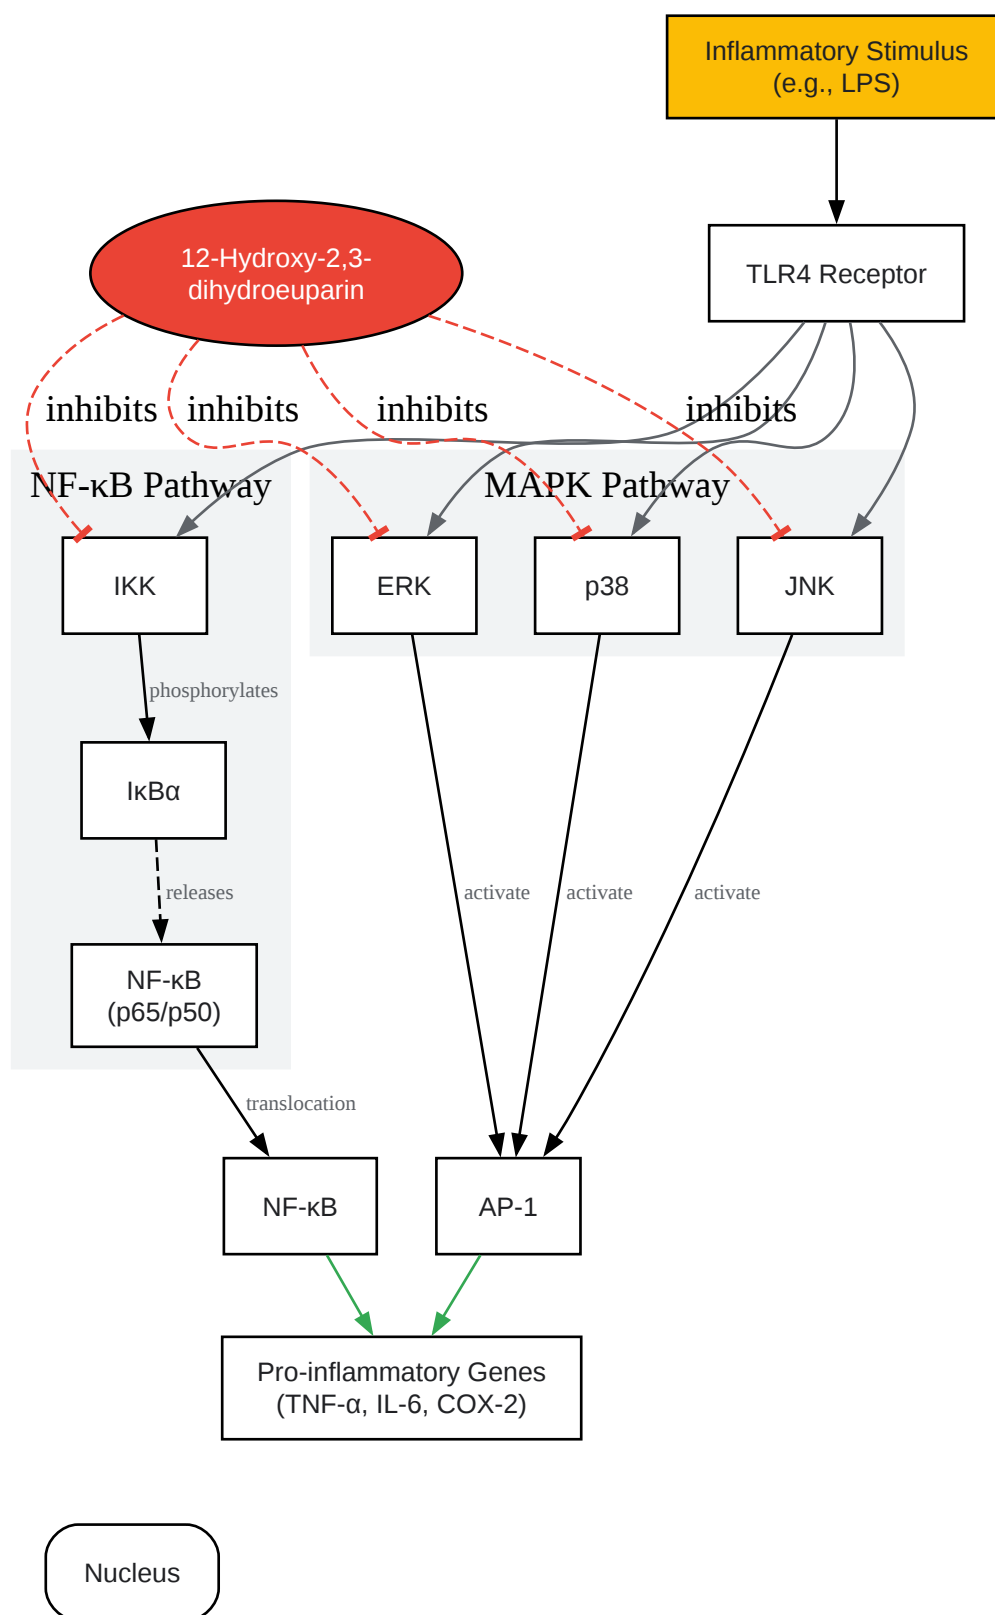 Inflammatory Stimulus
(e.g., LPS)
12-Hydroxy-2,3-
dihydroeuparin
TLR4 Receptor
inhibits
inhibits
inhibits
inhibits
NF-κB Pathway
MAPK Pathway
IKK
ERK
p38
JNK
phosphorylates
IκBα
releases
activate
activate
activate
NF-κB
(p65/p50)
translocation
NF-κB
AP-1
Pro-inflammatory Genes
(TNF-α, IL-6, COX-2)
Nucleus